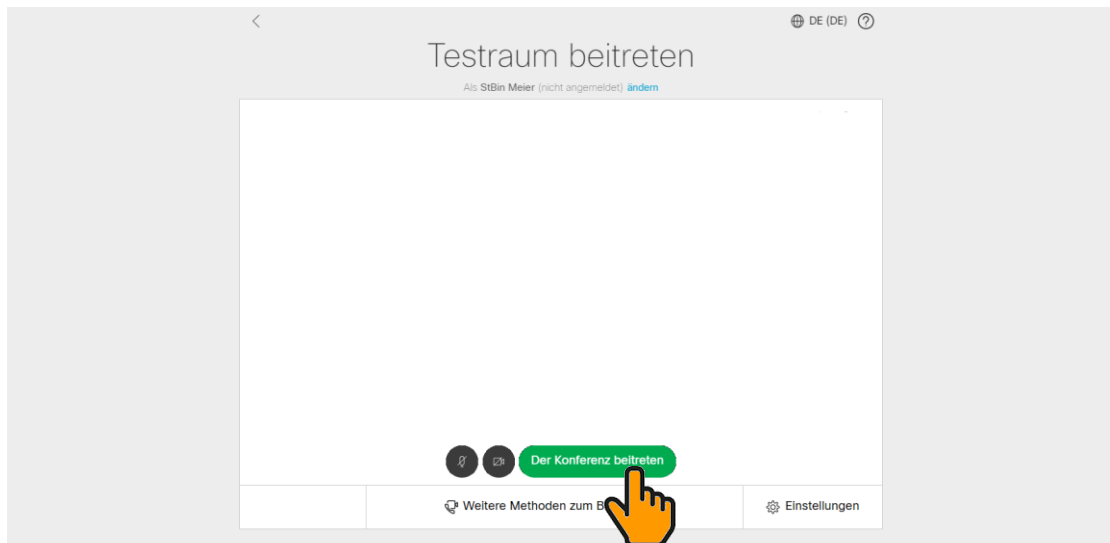 DE (DE) ?
Testraum beitreten
Als StBin Meier (nicht angemeldet) ändern
Der Konferenz beitreten
Weitere Methoden zum B
Einstellungen